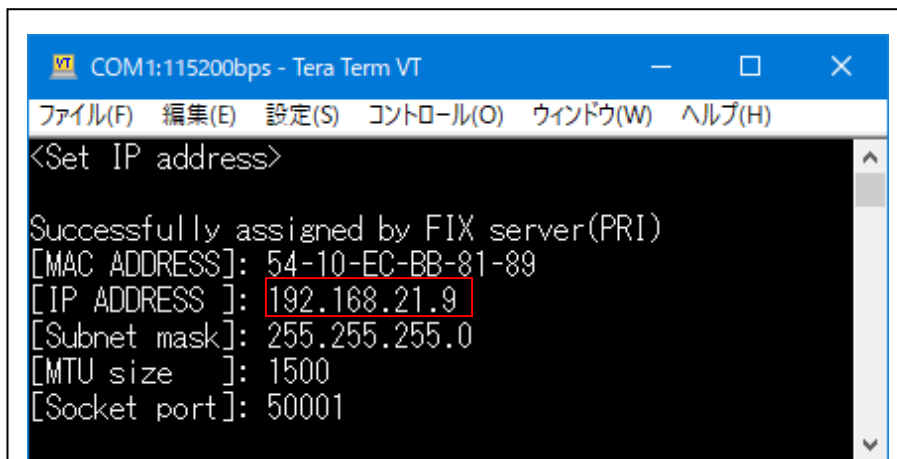 COM1:115200bps - Tera Term VT
ファイル(F) 編集(E) 設定(S) コントロール(O) ウィンドウ(W) ヘルプ(H)
<Set IP address>
Successfully assigned by FIX server(PRI)
[MAC ADDRESS]: 54-10-EC-BB-81-89
[IP ADDRESS ]: 192.168.21.9
[Subnet mask]: 255.255.255.0
[MTU size   ]: 1500
[Socket port]: 50001